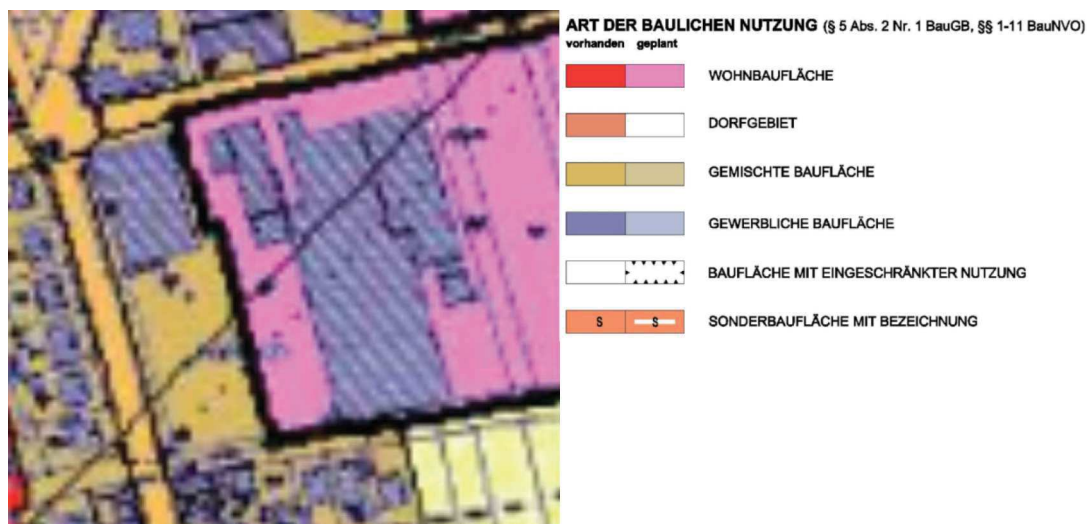 ART DER BAULICHEN NUTZUNG (§ 5 Abs. 2 Nr. 1 BauGB, §§ 1-11 BauNVO)
vorhanden geplant
WOHNBAUFLÄCHE
DORFGEBIET
GEMISCHTE BAUFLÄCHE
GEWERBLICHE BAUFLÄCHE
BAUFLÄCHE MIT EINGESCHRÄNKTER NUTZUNG
S S SONDERBAUFLÄCHE MIT BEZEICHNUNG